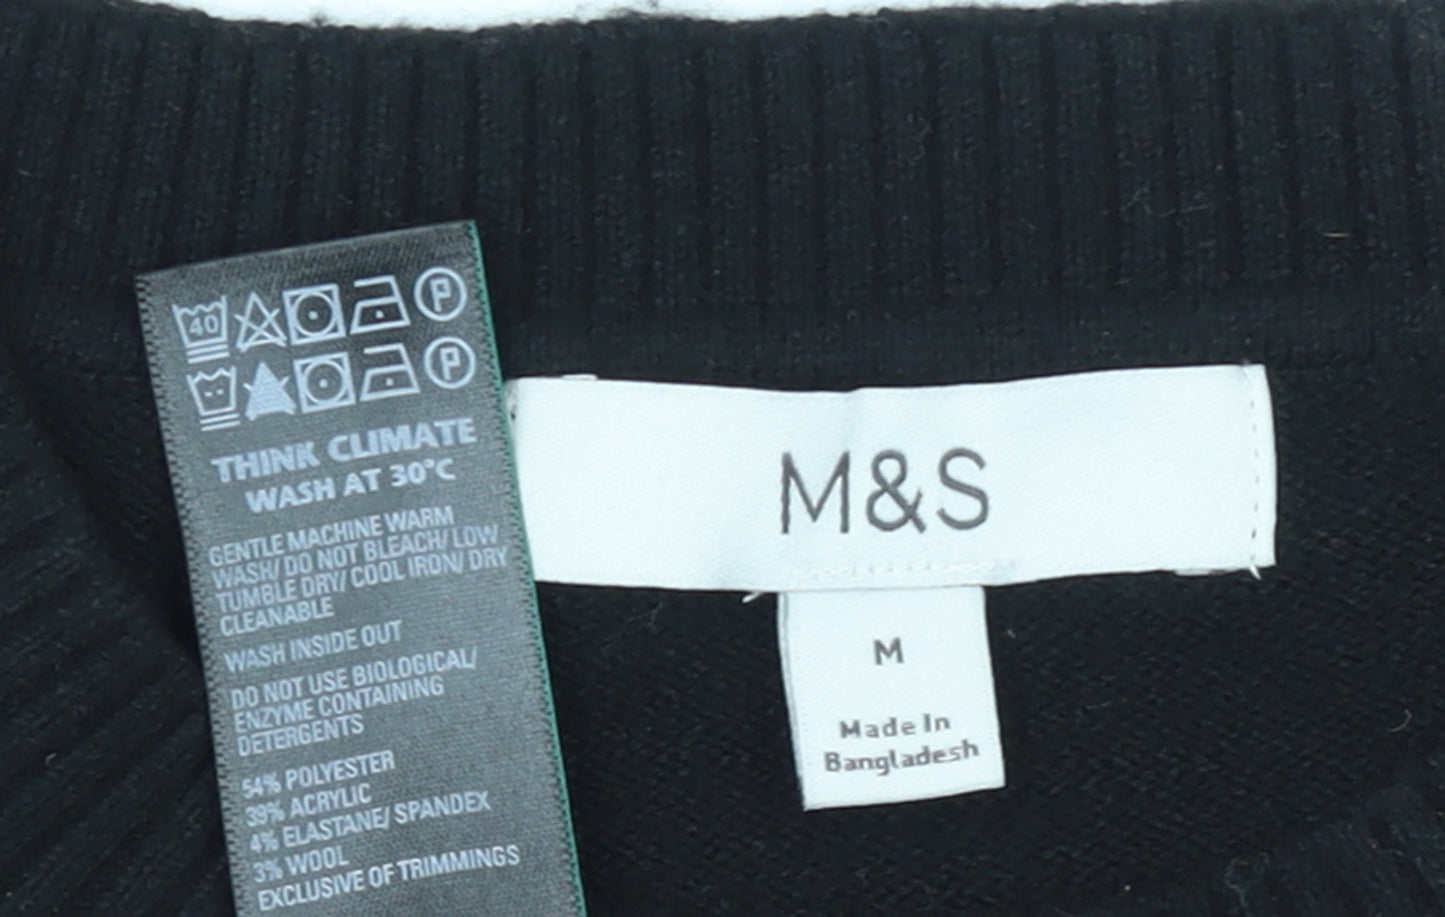 40
P
P
THINK CLIMATE
WASH AT 30°C
GENTLE MACHINE WARM
WASH/ DO NOT BLEACH/ LOW
TUMBLE DRY/ COOL IRON/ DRY
CLEANABLE
WASH INSIDE OUT
DO NOT USE BIOLOGICAL/
ENZYME CONTAINING
DETERGENTS
54% POLYESTER
39% ACRYLIC
4% ELASTANE/ SPANDEX
3% WOOL
EXCLUSIVE OF TRIMMINGS
M&S
M
Made In
Bangladesh